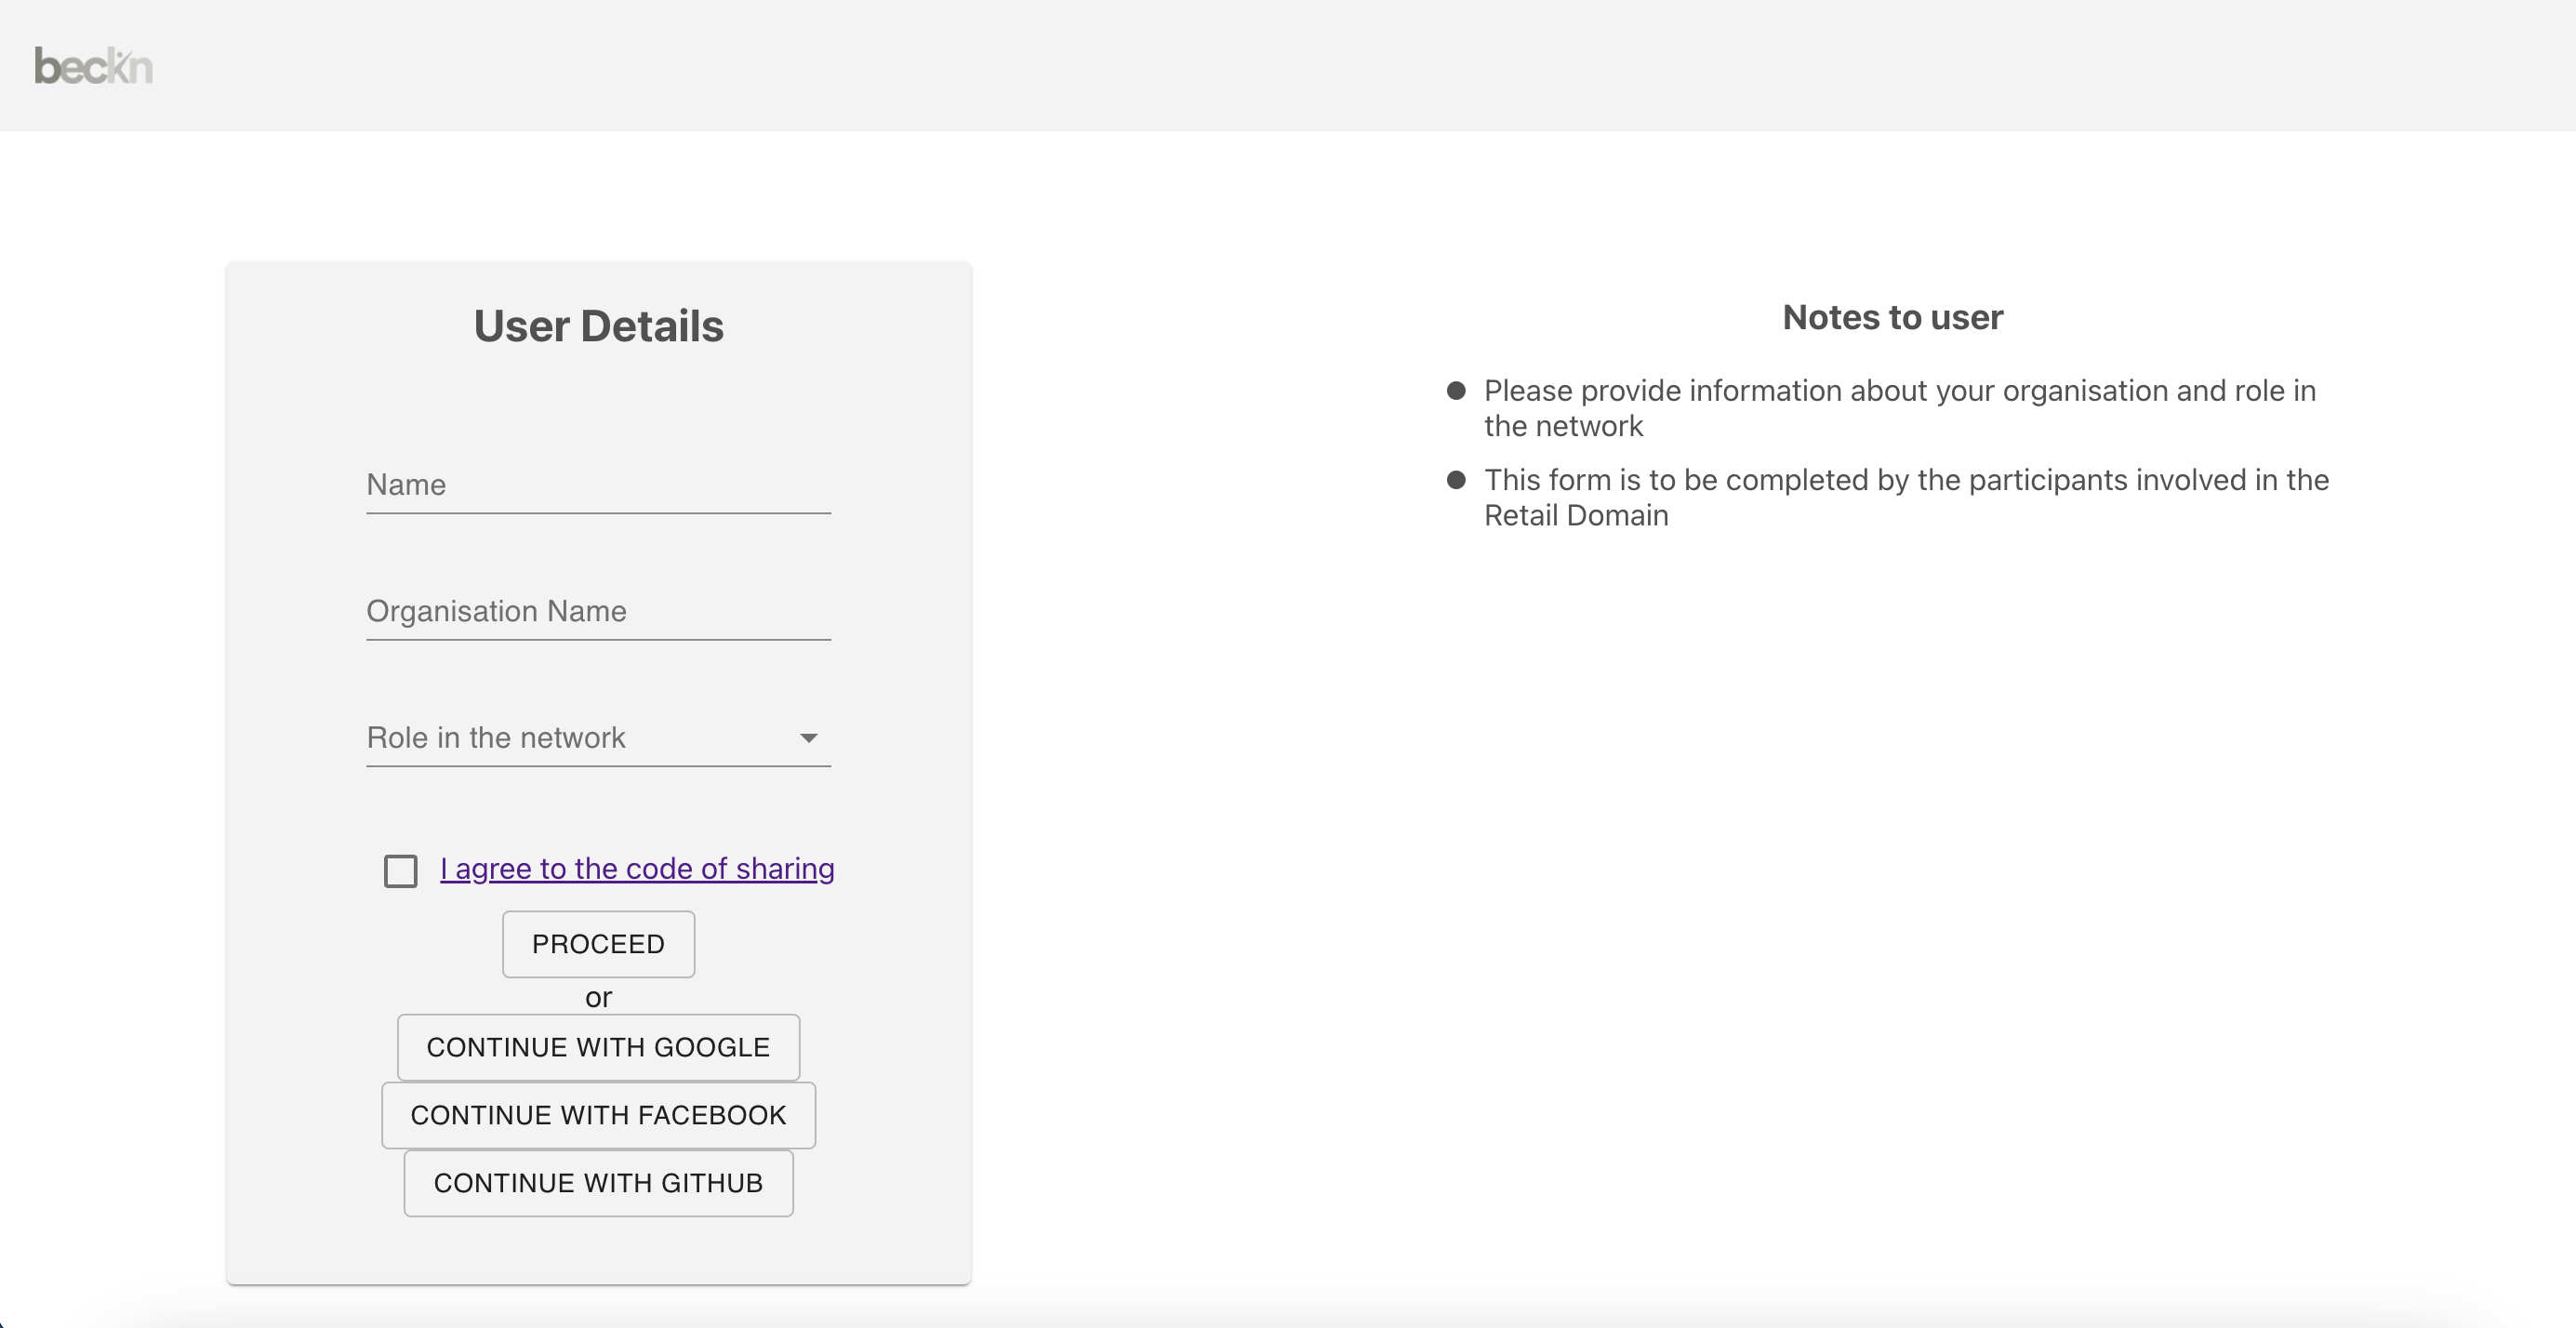 beckn
User Details
Name
Organisation Name
Role in the network
I agree to the code of sharing
PROCEED
or
CONTINUE WITH GOOGLE
CONTINUE WITH FACEBOOK
CONTINUE WITH GITHUB
Notes to user
Please provide information about your organisation and role in
the network
This form is to be completed by the participants involved in the
Retail Domain